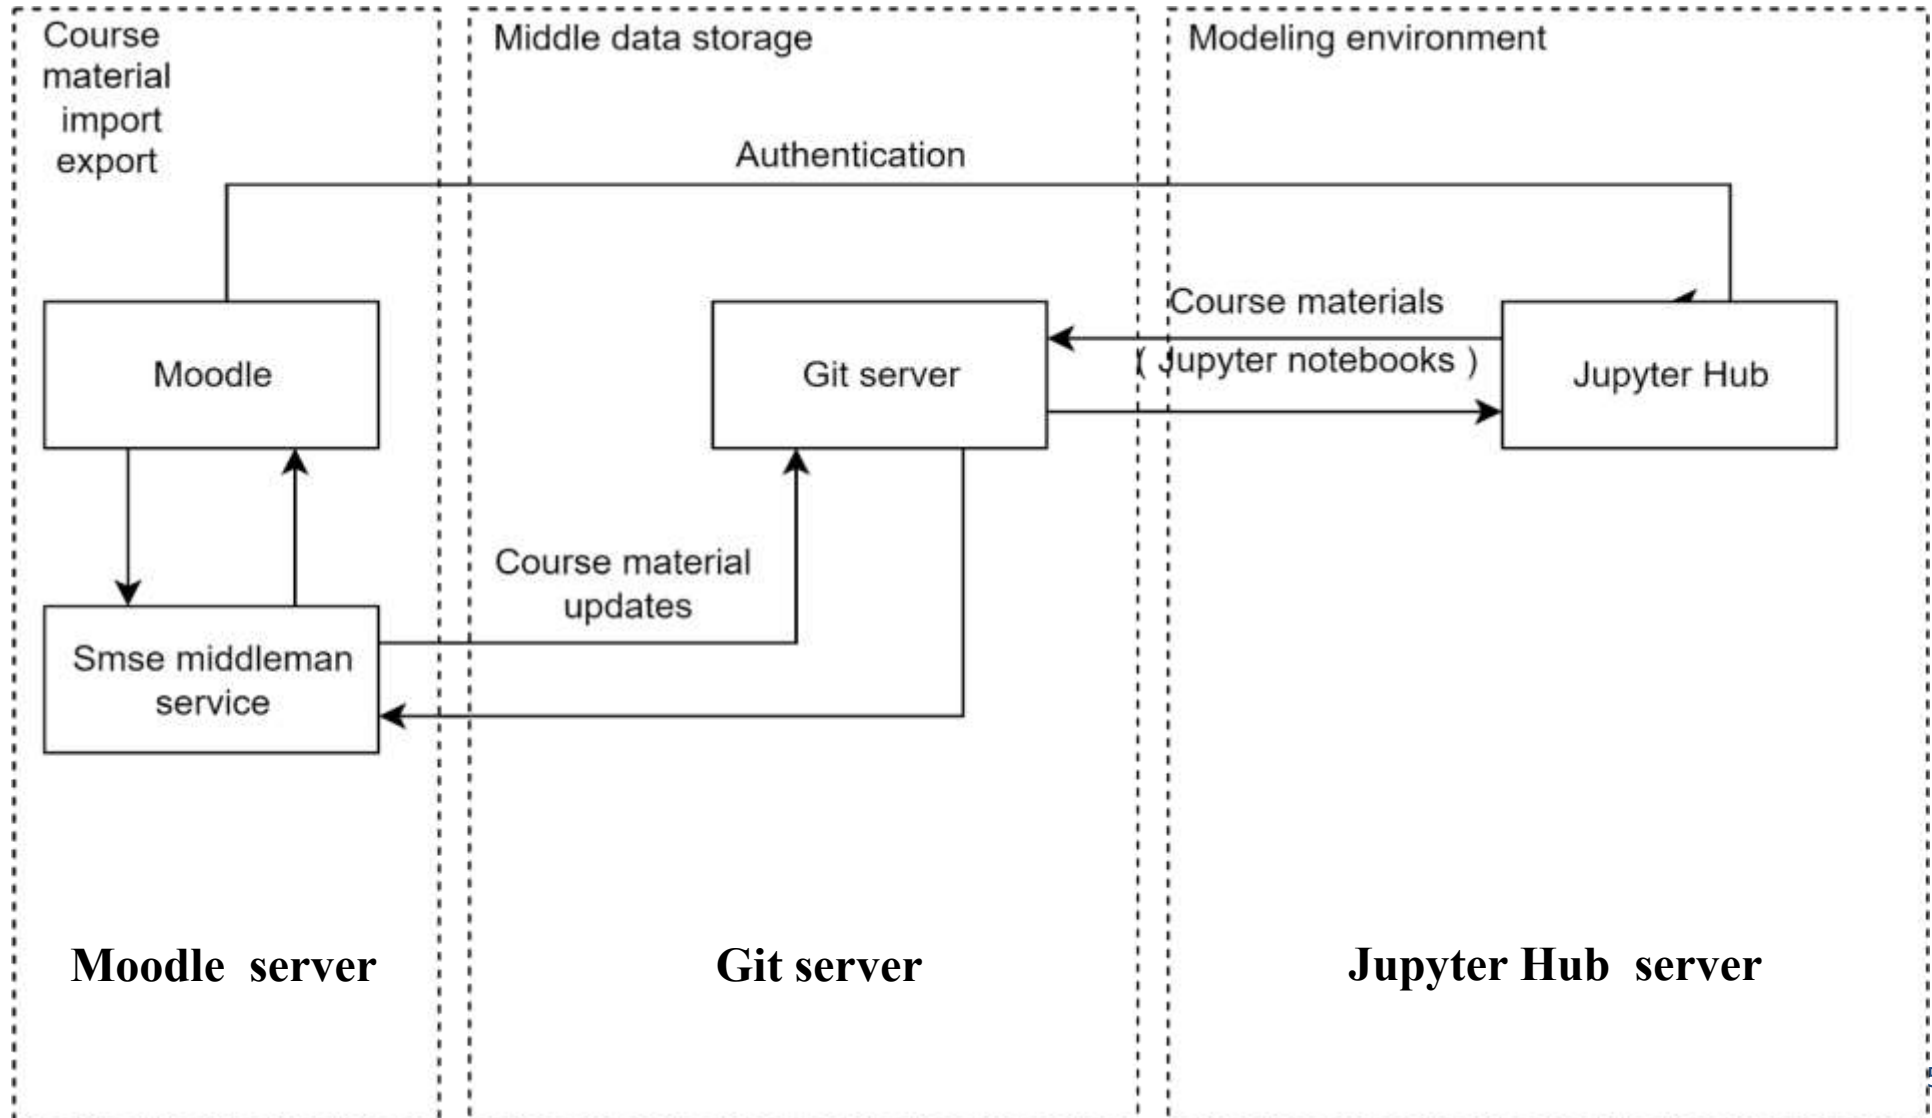 Course
material
import
export
Middle data storage
Modeling environment
Authentication
Moodle
Git server
Course materials
( Jupyter notebooks )
Jupyter Hub
Course material
updates
Smse middleman
service
Moodle server
Git server
Jupyter Hub server